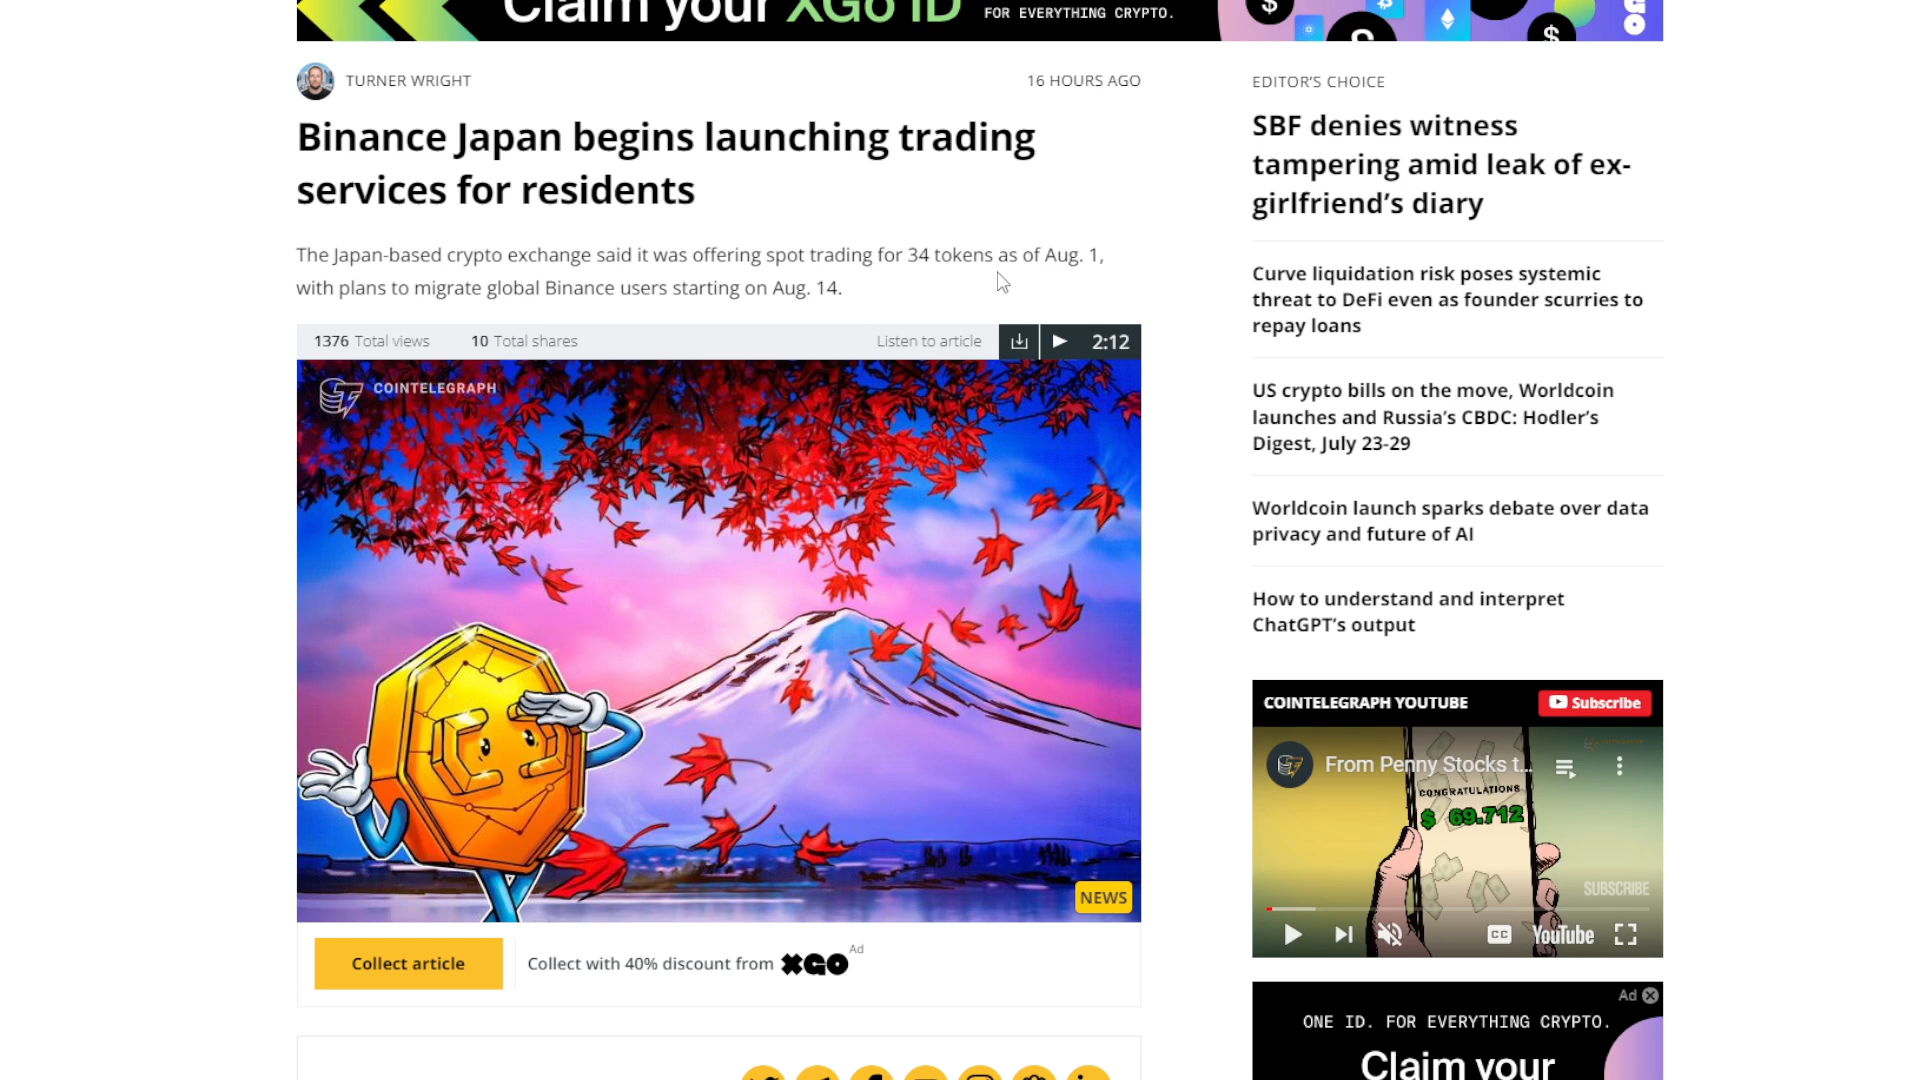 Claim your XGo ID
FOR EVERYTHING CRYPTO.
TURNER WRIGHT
16 HOURS AGO
Binance Japan begins launching trading
services for residents
The Japan-based crypto exchange said it was offering spot trading for 34 tokens as of Aug. 1,
with plans to migrate global Binance users starting on Aug. 14.
1376 Total views
10 Total shares
Listen to article
2:12
COINTELEGRAPH
NEWS
Collect article
Collect with 40% discount from XGO
Ad
EDITOR’S CHOICE
SBF denies witness
tampering amid leak of ex-
girlfriend’s diary
Curve liquidation risk poses systemic
threat to DeFi even as founder scurries to
repay loans
US crypto bills on the move, Worldcoin
launches and Russia’s CBDC: Hodler’s
Digest, July 23-29
Worldcoin launch sparks debate over data
privacy and future of AI
How to understand and interpret
ChatGPT’s output
COINTELEGRAPH YOUTUBE
Subscribe
From Penny Stocks t...
CONGRATULATIONS
$ 69.712
SUBSCRIBE
CC
YouTube
Ad
ONE ID. FOR EVERYTHING CRYPTO.
Claim your